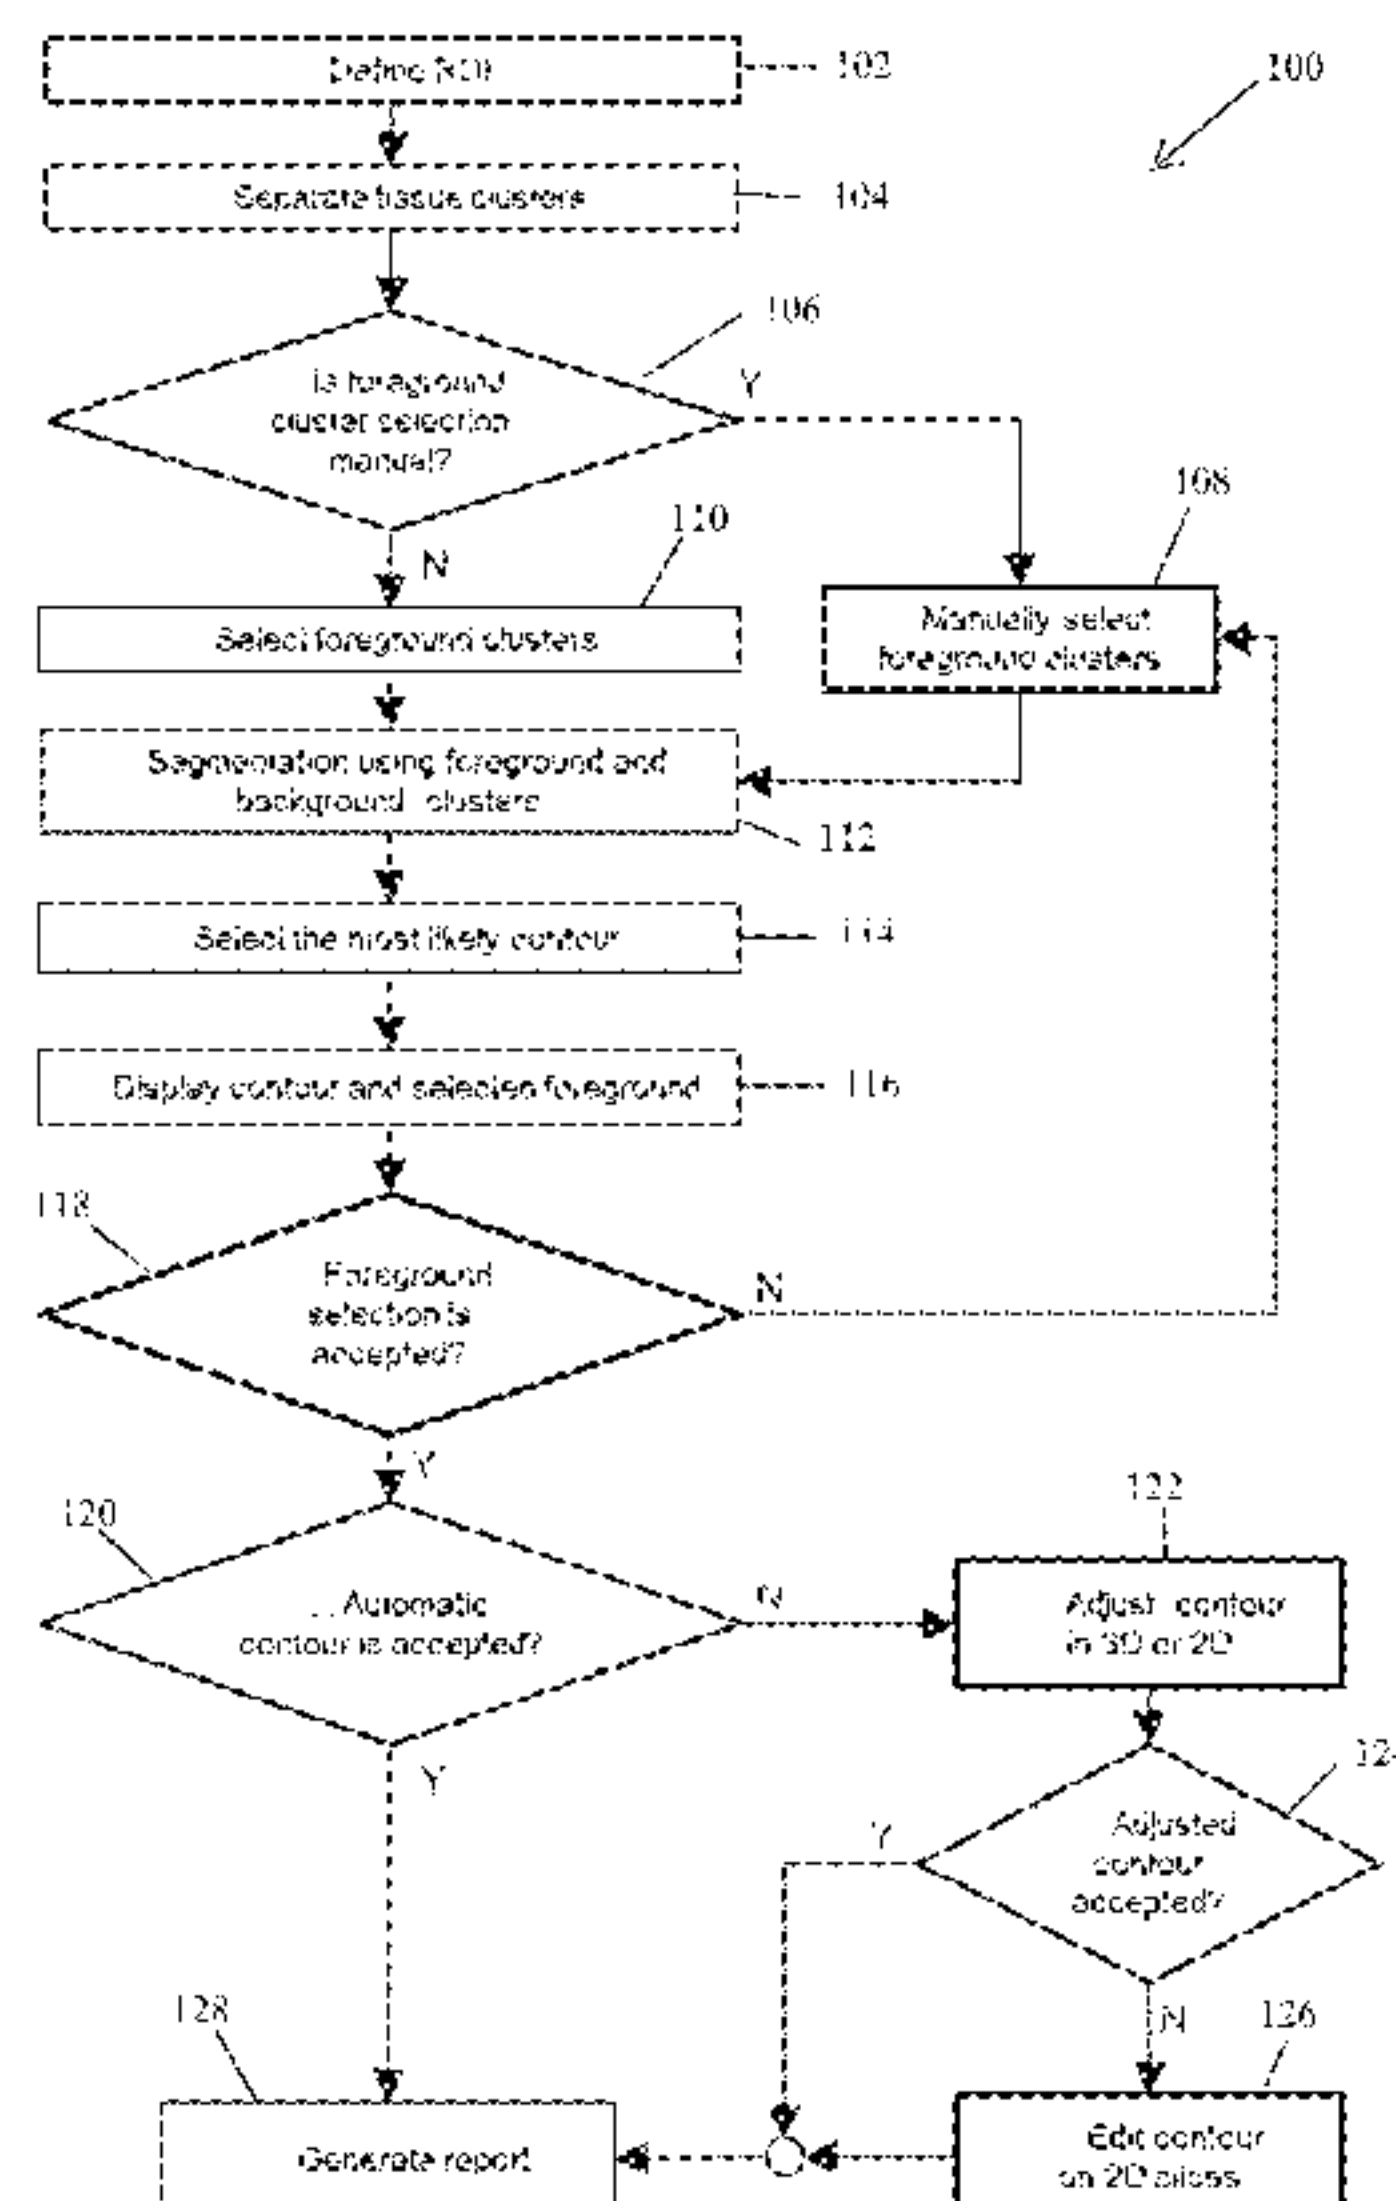 Define ROI
102
100
Separate tissue clusters
104
106
Is foreground
cluster selection
manual?
Y
108
110
N
Manually select
foreground clusters
Select foreground clusters
Segmentation using foreground and
background clusters
112
Select the most likely contour
114
Display contour and selected foreground
116
118
Foreground
selection is
accepted?
N
Y
120
122
Automatic
contour is accepted?
N
Adjust contour
in 3D or 2D
Y
12
Adjusted
contour
accepted?
Y
N
128
126
Generate report
Edit contour
on 2D slices